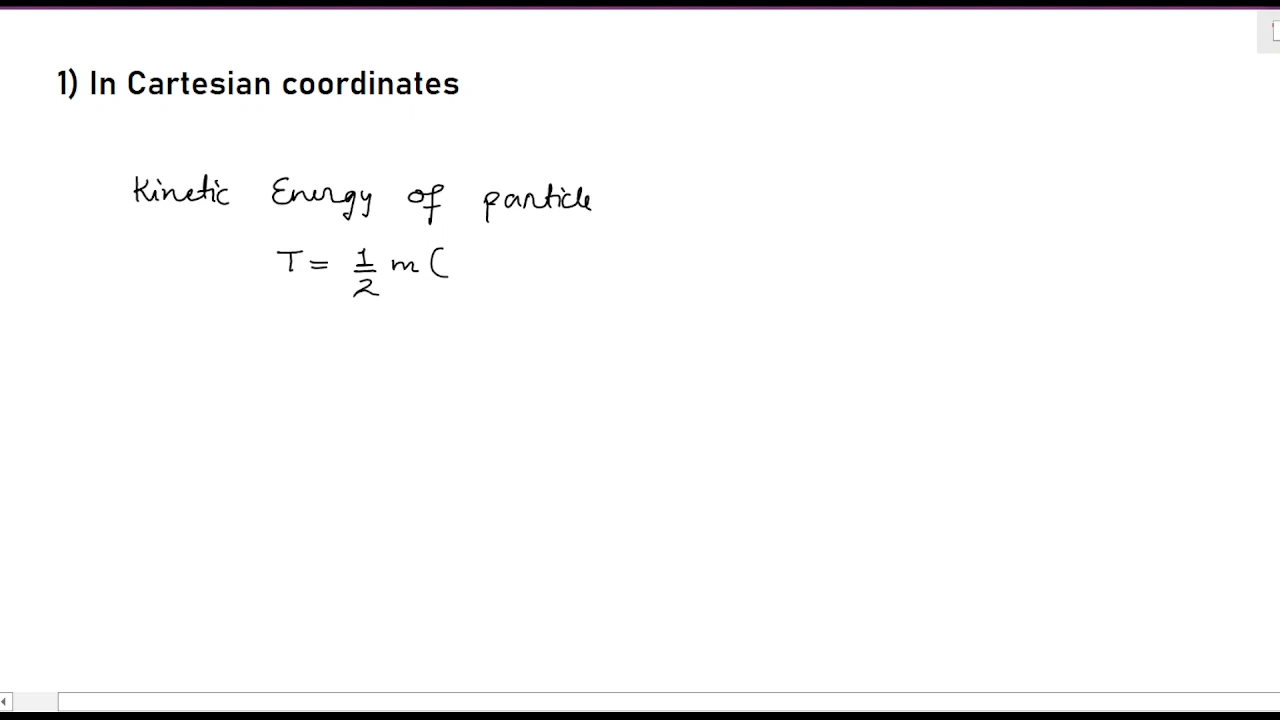 1) In Cartesian coordinates
Kinetic Energy of particle
T = 1/2 m (